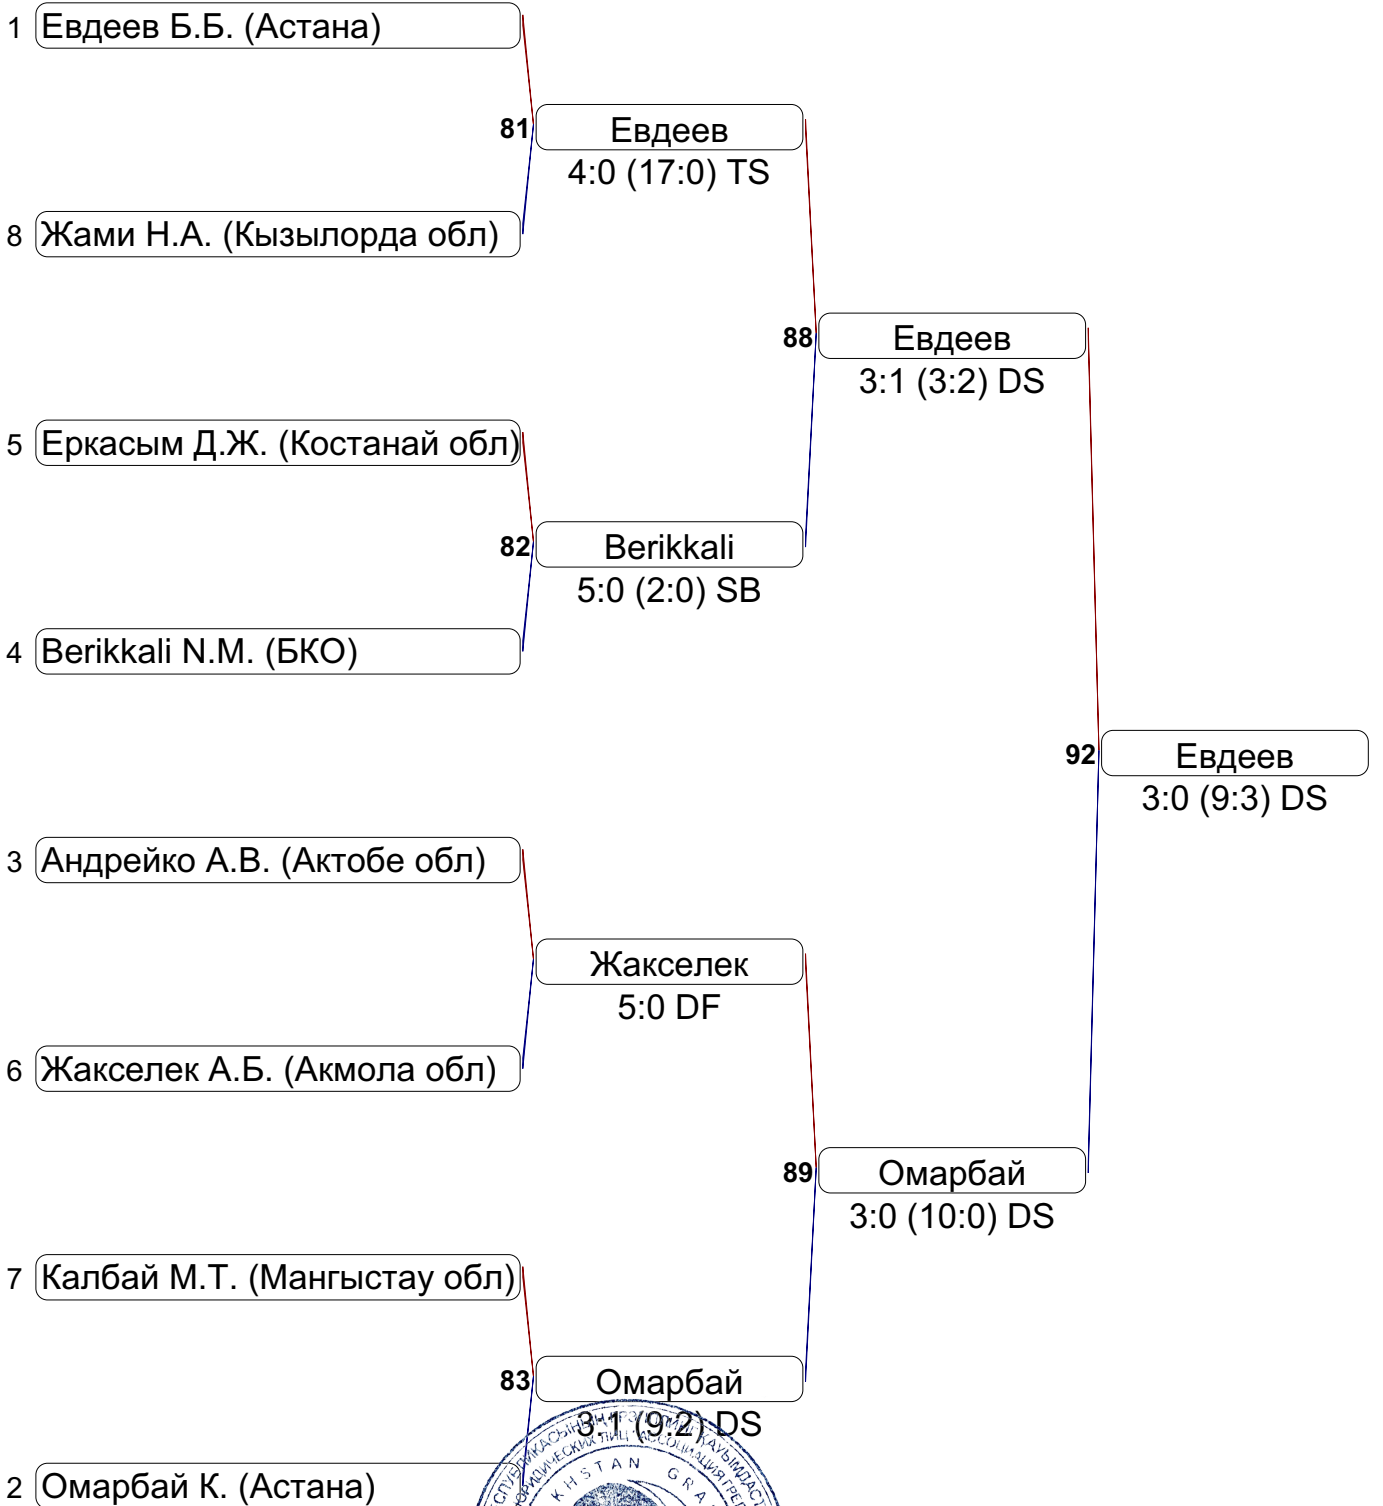 1 Евдеев Б.Б. (Астана)
81 Евдеев
4:0 (17:0) TS
8 Жами Н.А. (Кызылорда обл)
88 Евдеев
3:1 (3:2) DS
5 Еркасым Д.Ж. (Костанай обл)
82 Berikkali
5:0 (2:0) SB
4 Berikkali N.M. (БКО)
92 Евдеев
3:0 (9:3) DS
3 Андрейко А.В. (Актобе обл)
Жакселек
5:0 DF
6 Жакселек А.Б. (Акмола обл)
89 Омарбай
3:0 (10:0) DS
7 Калбай М.Т. (Мангыстау обл)
83 Омарбай
3:1 (9:2) DS
2 Омарбай К. (Астана)